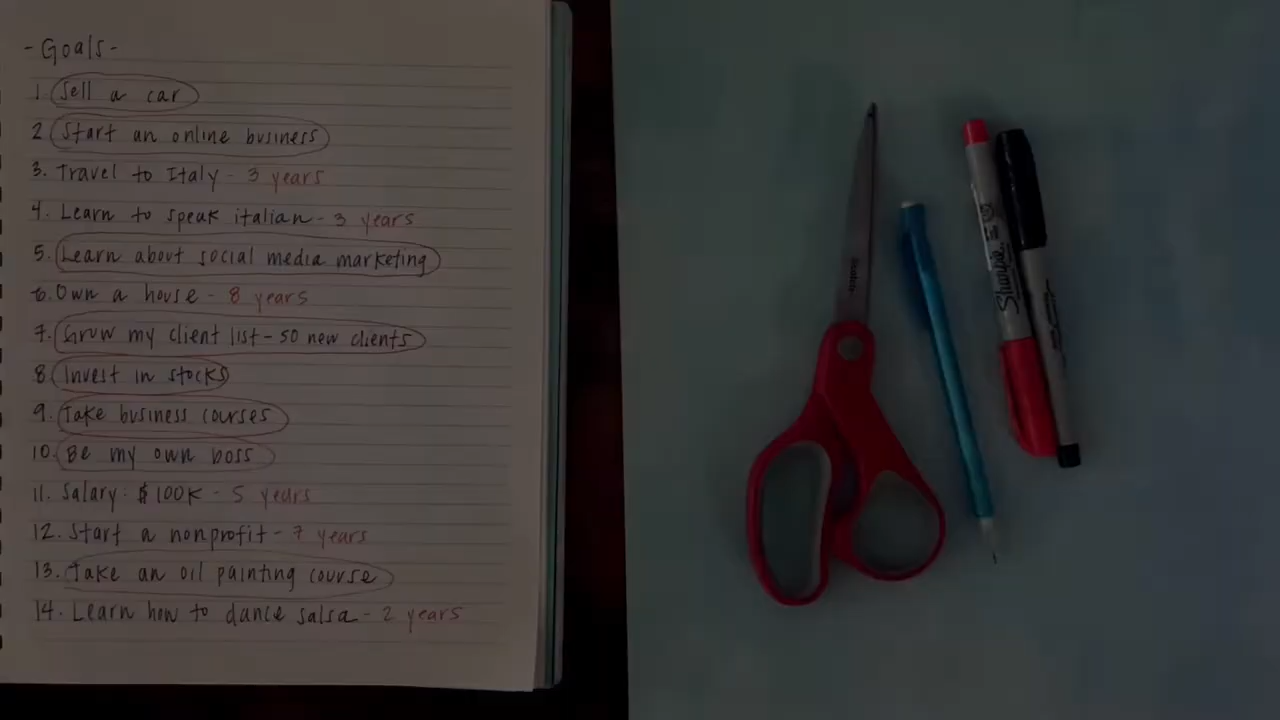 - Goals -
1. Sell a car
2 Start an online business
3. Travel to Italy - 3 years
4. Learn to speak italian - 3 years
5. Learn about social media marketing
6. Own a house - 8 years
7. Grow my client list - 50 new clients
8. Invest in stocks
9. Take business courses
10. Be my own boss
11. Salary: $100K - 5 years
12. Start a nonprofit - 7 years
13. Take an oil painting course
14. Learn how to dance salsa - 2 years
Sharpie